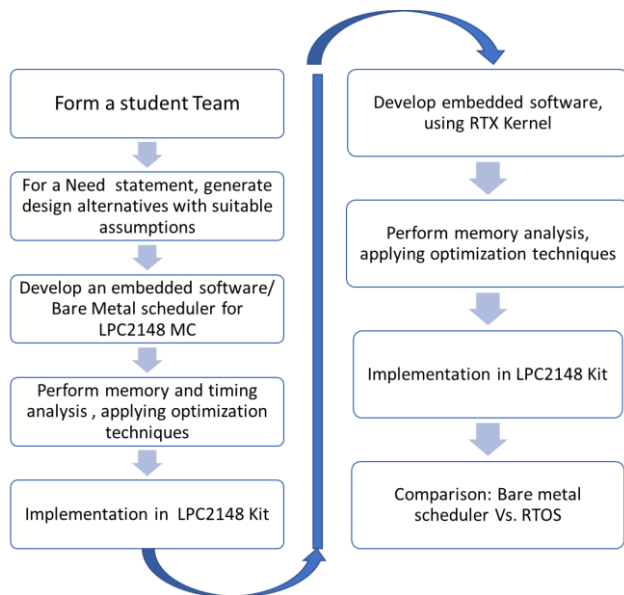 Form a student Team
For a Need statement, generate
design alternatives with suitable
assumptions
Develop an embedded software/
Bare Metal scheduler for
LPC2148 MC
Perform memory and timing
analysis , applying optimization
techniques
Implementation in LPC2148 Kit
Develop embedded software,
using RTX Kernel
Perform memory analysis,
applying optimization techniques
Implementation in LPC2148 Kit
Comparison: Bare metal
scheduler Vs. RTOS